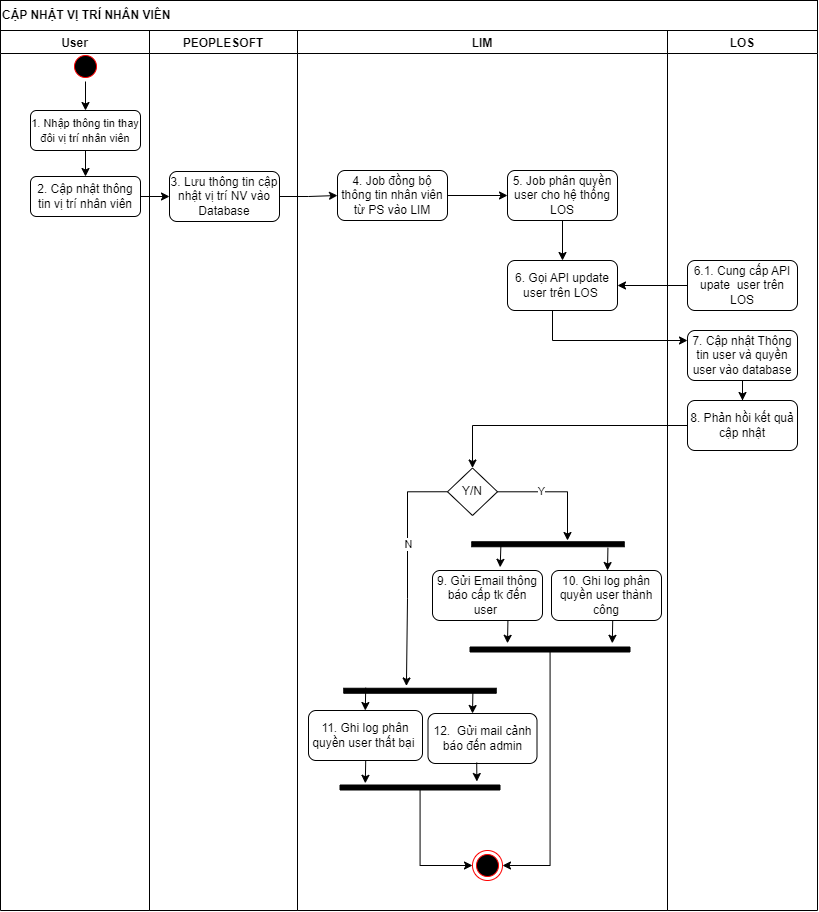 CẬP NHẬT VỊ TRÍ NHÂN VIÊN
User
PEOPLESOFT
LIM
LOS
1. Nhập thông tin thay
đổi vị trí nhân viên
2. Cập nhật thông
tin vị trí nhân viên
3. Lưu thông tin cập
nhật vị trí NV vào
Database
4. Job đồng bộ
thông tin nhân viên
từ PS vào LIM
5. Job phân quyền
user cho hệ thống
LOS
6. Gọi API update
user trên LOS
6.1. Cung cấp API
upate user trên
LOS
7. Cập nhật Thông
tin user và quyền
user vào database
8. Phản hồi kết quả
cập nhật
Y/N
Y
N
9. Gửi Email thông
báo cấp tk đến
user
10. Ghi log phân
quyền user thành
công
11. Ghi log phân
quyền user thất bại
12. Gửi mail cảnh
báo đến admin